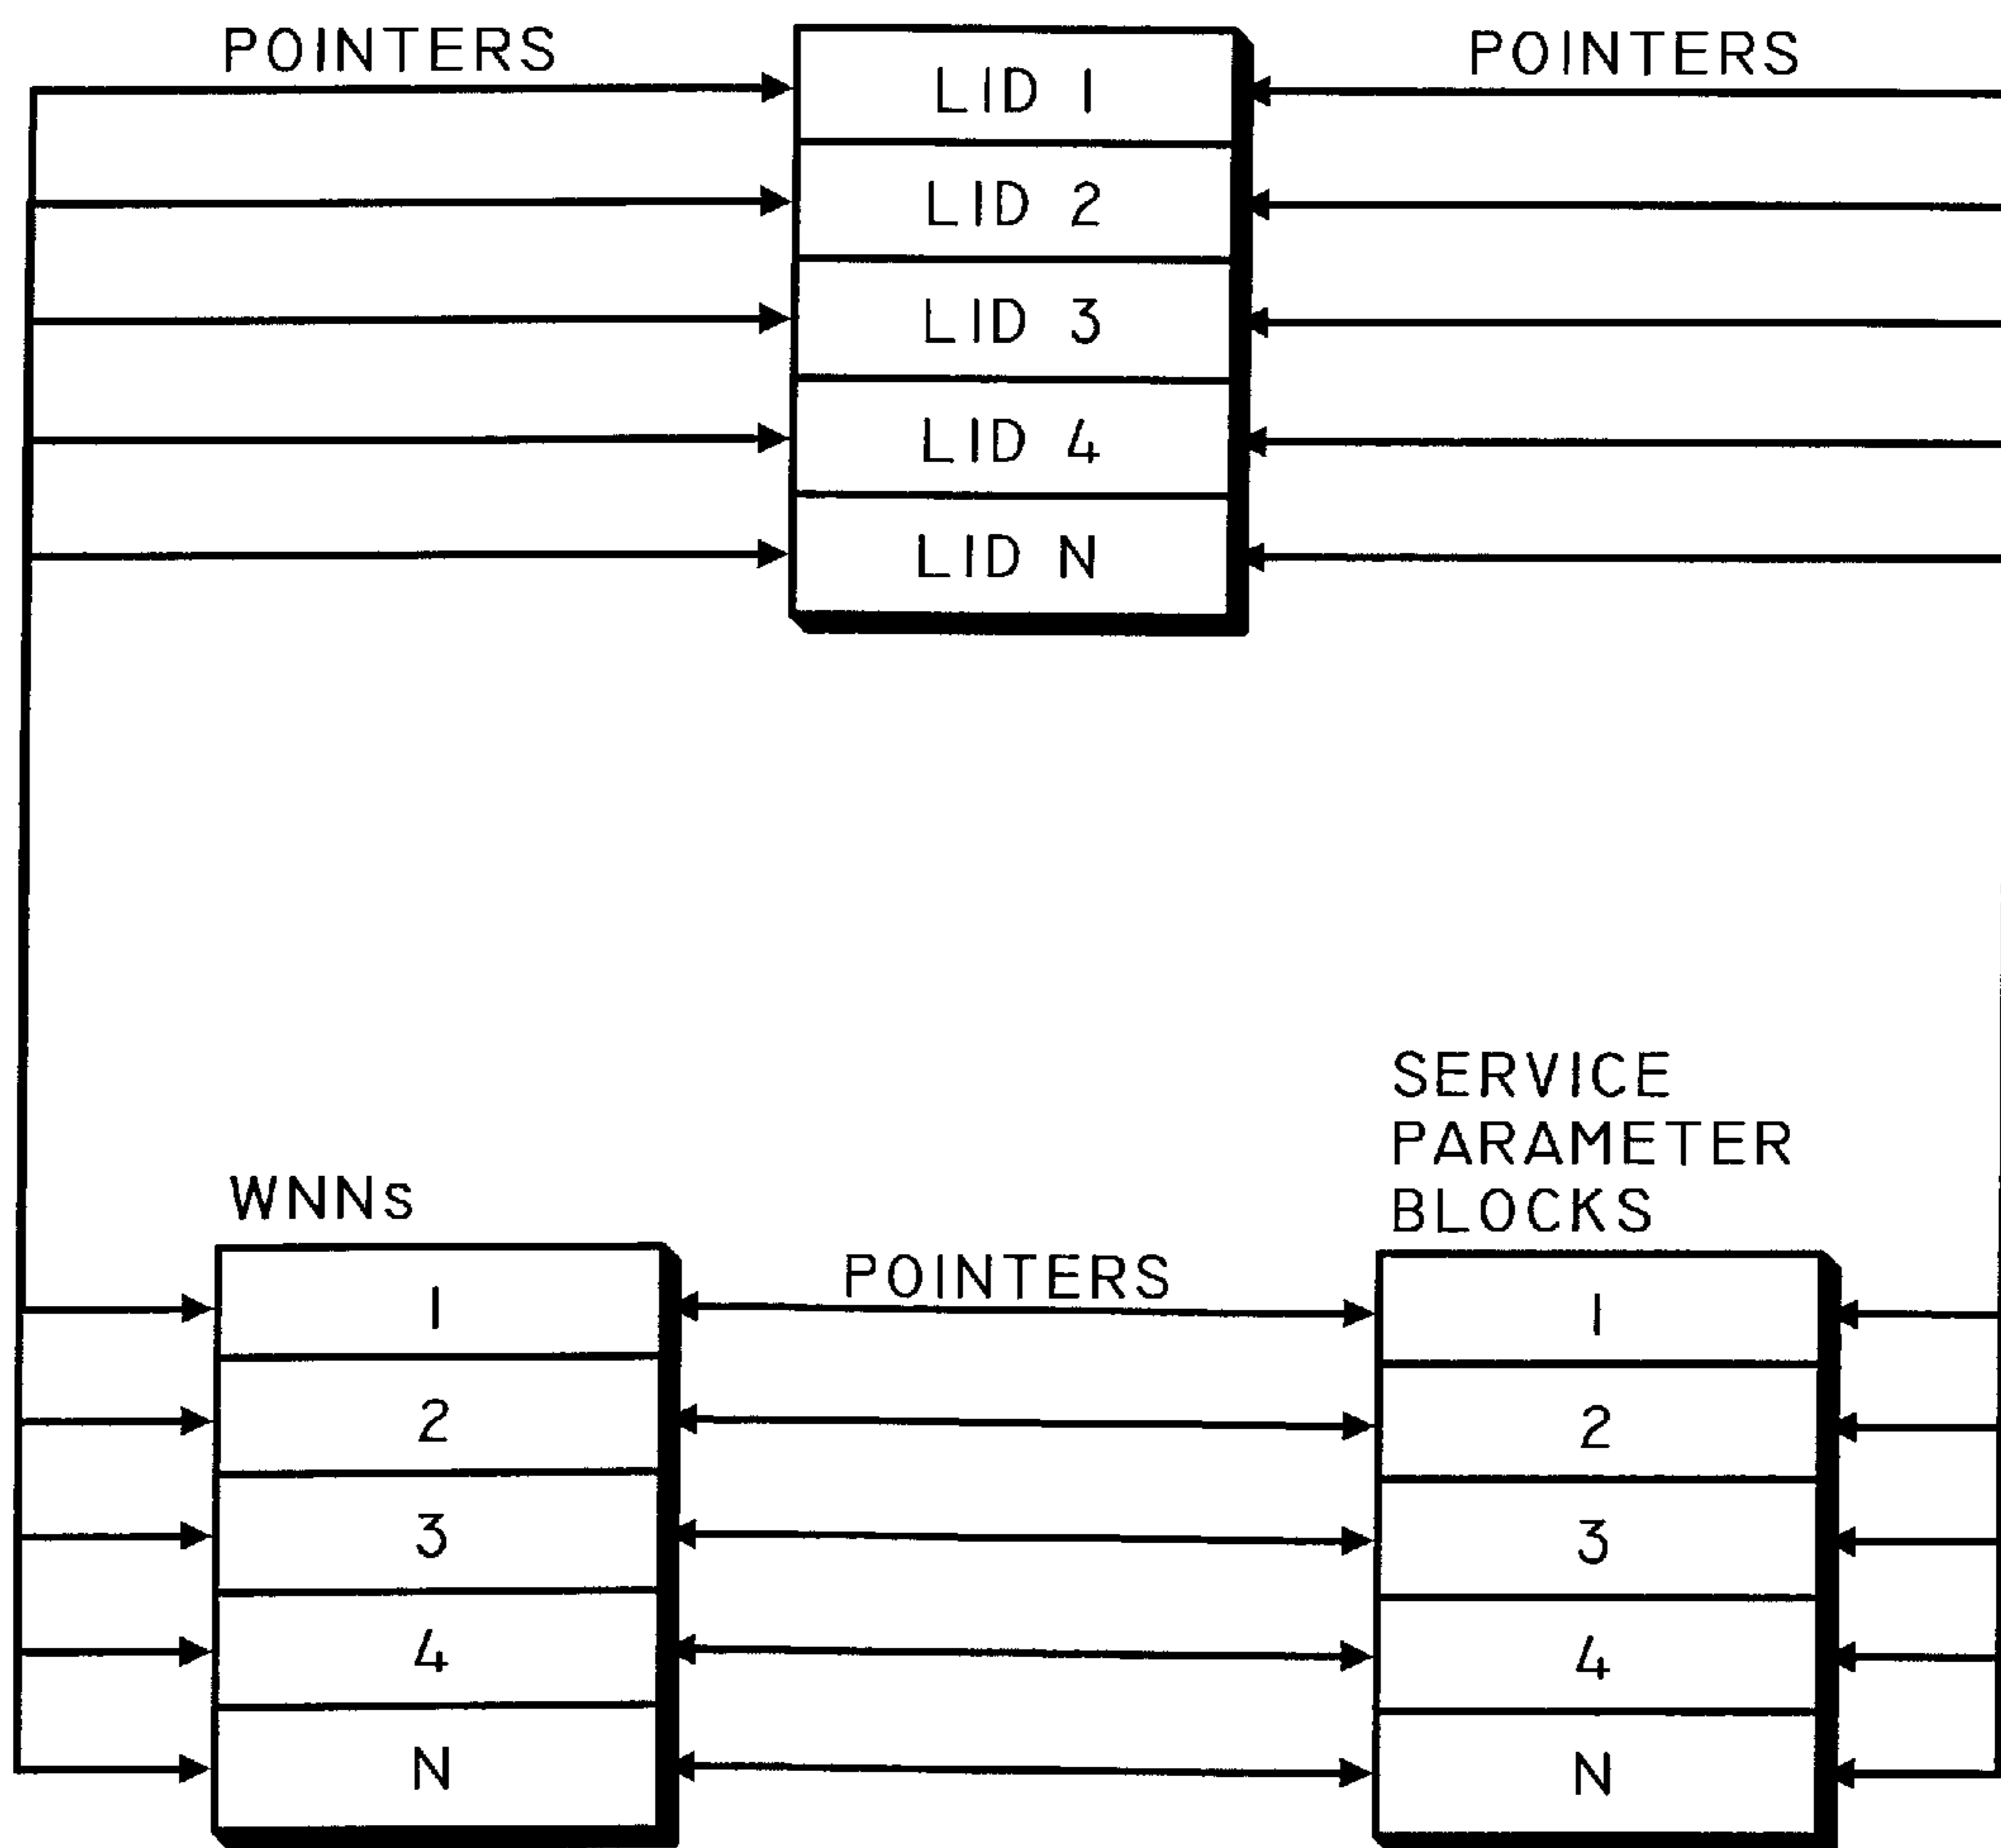 POINTERS
POINTERS
LID 1
LID 2
LID 3
LID 4
LID N
WNNs
SERVICE
PARAMETER
BLOCKS
POINTERS
1
2
3
4
N
1
2
3
4
N